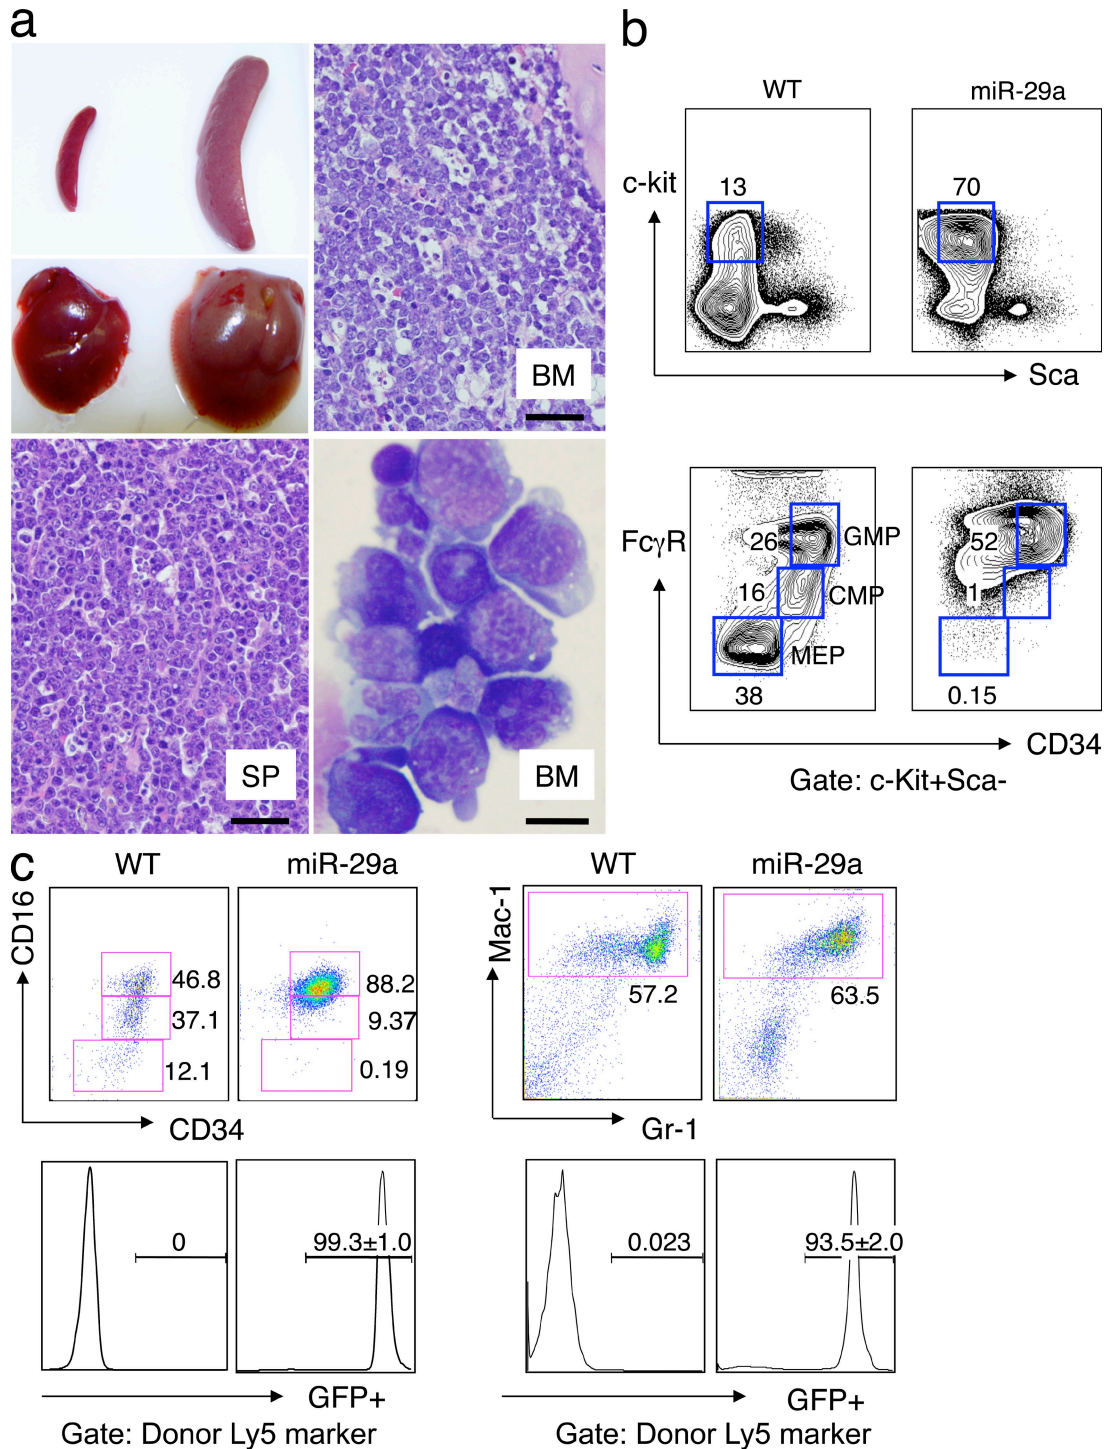 a
BM
SP
BM
b
WT
miR-29a
c-kit
13
70
Sca
FcγR
26
GMP
16
CMP
MEP
38
52
1
0.15
CD34
Gate: c-Kit+Sca-
c
WT
miR-29a
CD16
46.8
37.1
12.1
88.2
9.37
0.19
CD34
WT
miR-29a
Mac-1
57.2
63.5
Gr-1
0
99.3±1.0
GFP+
Gate: Donor Ly5 marker
0.023
93.5±2.0
GFP+
Gate: Donor Ly5 marker